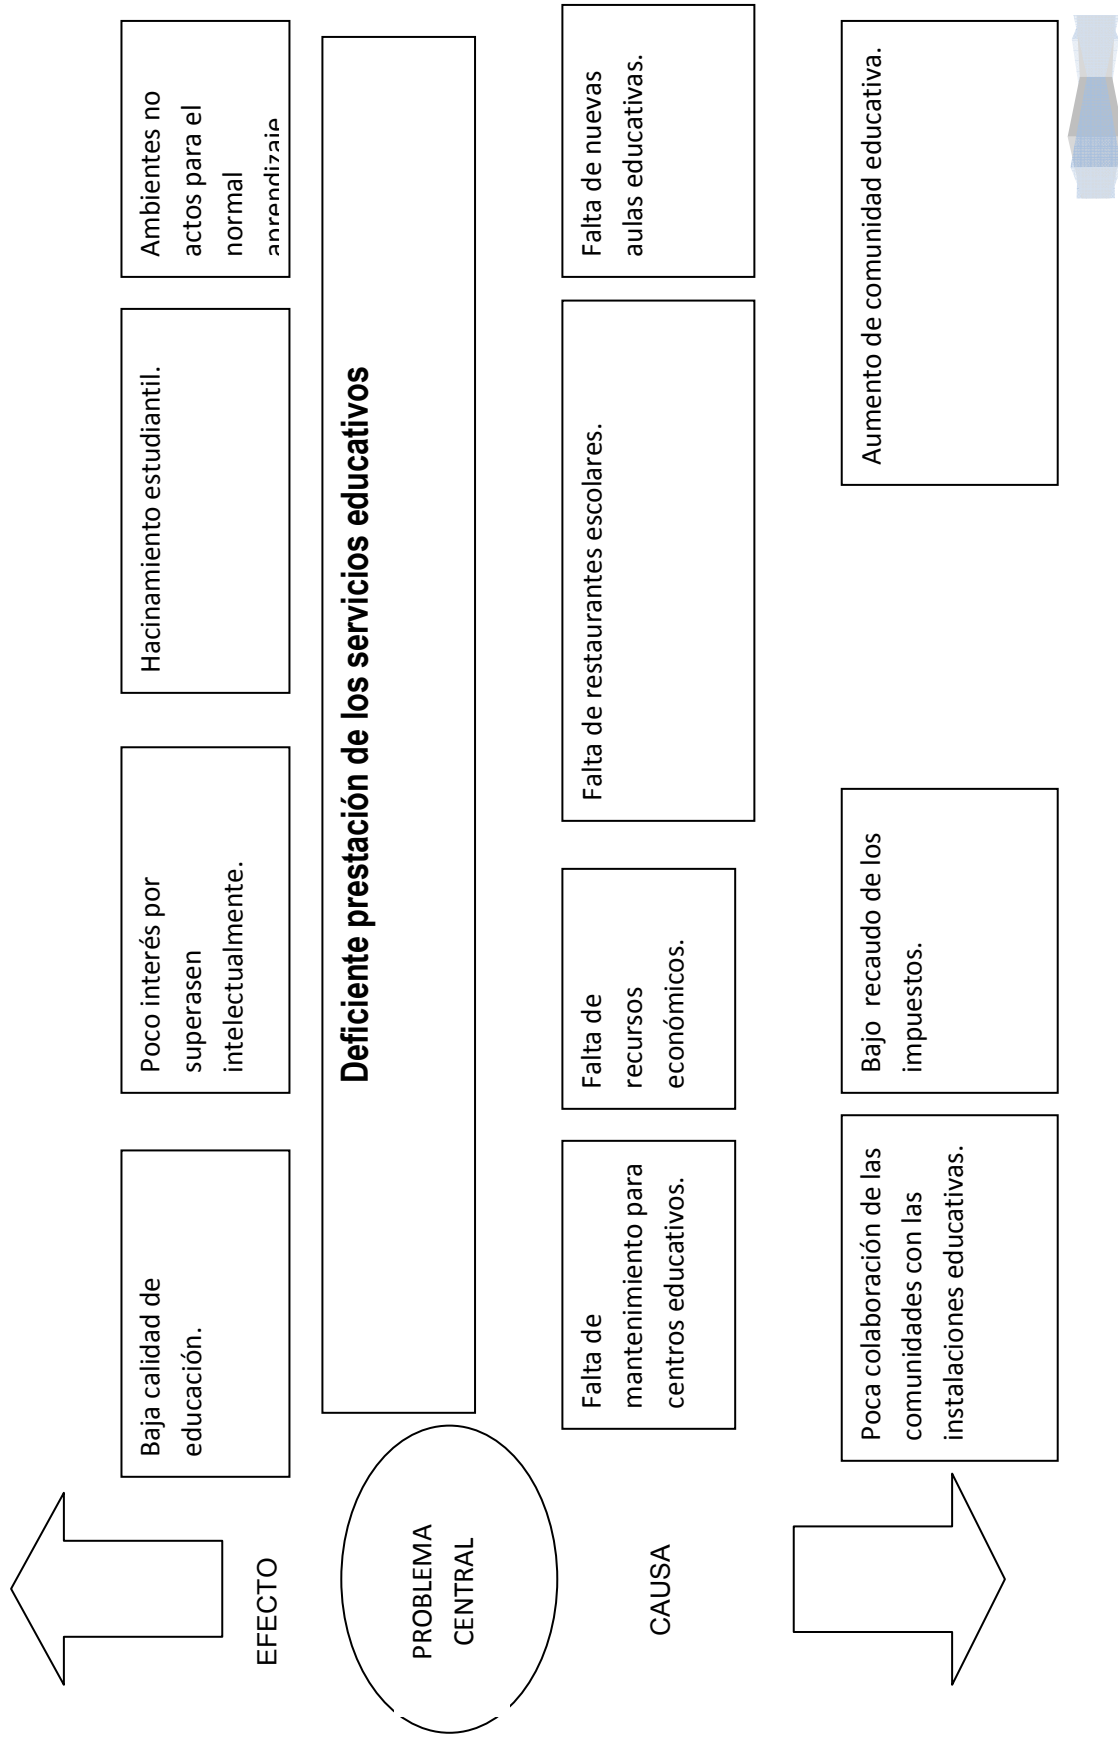 Baja calidad de
educación.
Poco interés por
superasen
intelectualmente.
Hacinamiento estudiantil.
Ambientes no
actos para el
normal
aprendizaje
EFECTO
PROBLEMA
CENTRAL
Deficiente prestación de los servicios educativos
CAUSA
Falta de
mantenimiento para
centros educativos.
Falta de
recursos
económicos.
Falta de restaurantes escolares.
Falta de nuevas
aulas educativas.
Poca colaboración de las
comunidades con las
instalaciones educativas.
Bajo recaudo de los
impuestos.
Aumento de comunidad educativa.